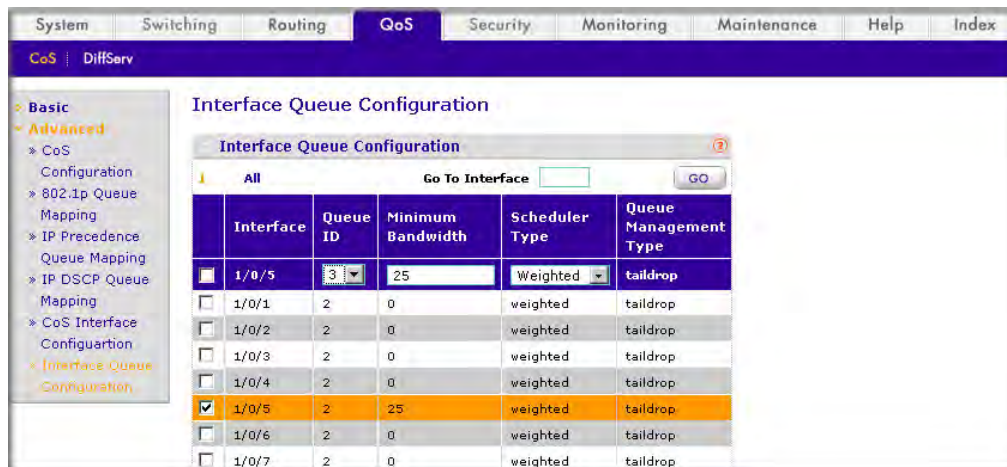 System Switching Routing QoS Security Monitoring Maintenance Help Index
CoS | DiffServ
Basic
Advanced
» CoS
Configuration
» 802.1p Queue
Mapping
» IP Precedence
Queue Mapping
» IP DSCP Queue
Mapping
» CoS Interface
Configuartion
» Interface Queue
Configuration
Interface Queue Configuration
Interface Queue Configuration ?
1 All Go To Interface GO
Interface Queue ID Minimum Bandwidth Scheduler Type Queue Management Type
1/0/5 3 25 Weighted taildrop
1/0/1 2 0 weighted taildrop
1/0/2 2 0 weighted taildrop
1/0/3 2 0 weighted taildrop
1/0/4 2 0 weighted taildrop
1/0/5 2 25 weighted taildrop
1/0/6 2 0 weighted taildrop
1/0/7 2 0 weighted taildrop